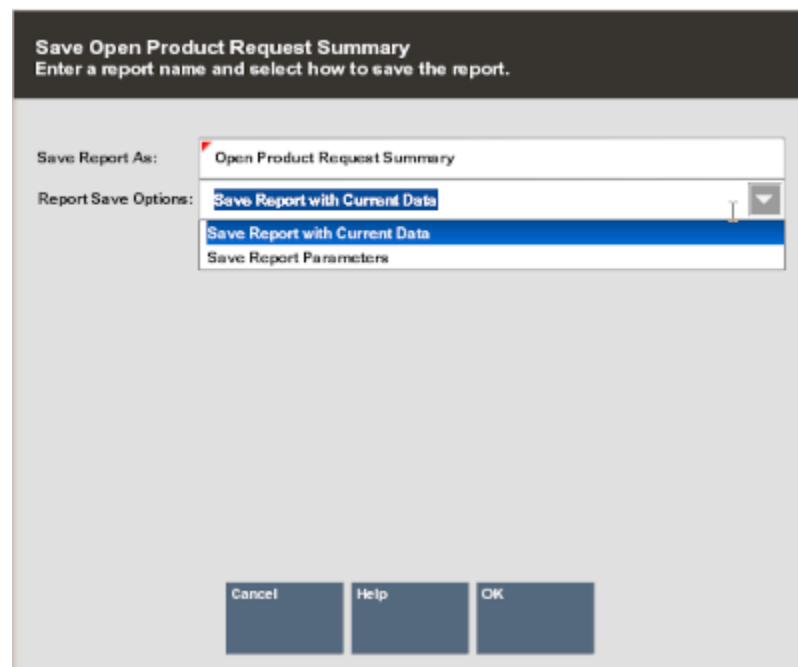 Save Open Product Request Summary
Enter a report name and select how to save the report.
Save Report As: Open Product Request Summary
Report Save Options: Save Report with Current Data
Save Report with Current Data
Save Report Parameters
Cancel Help OK